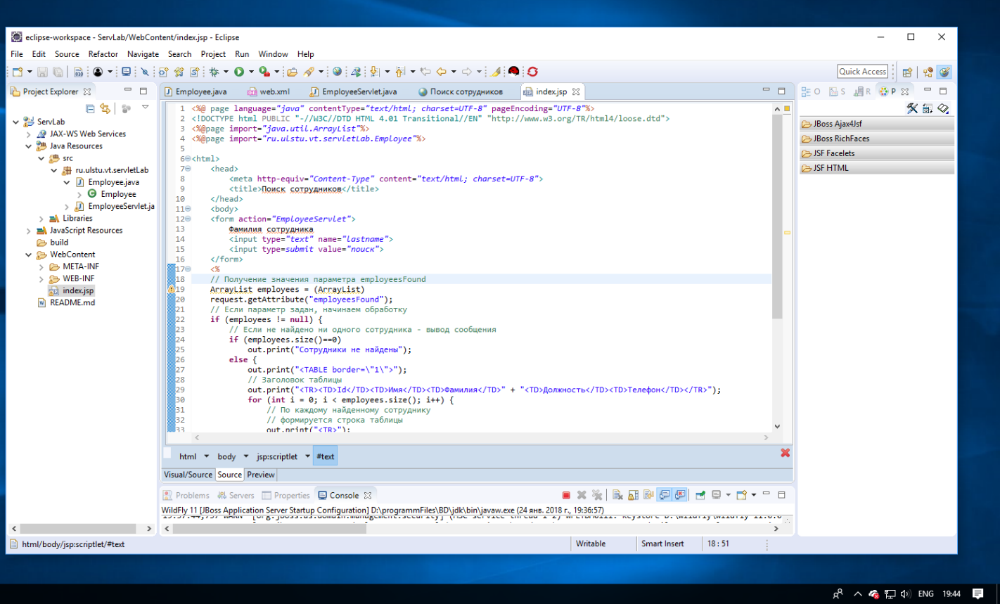 eclipse-workspace - ServLab/WebContent/index.jsp - Eclipse
File Edit Source Refactor Navigate Search Project Run Window Help
Quick Access
Project Explorer
ServLab
JAX-WS Web Services
Java Resources
src
ru.ulstu.vt.servletLab
Employee.java
Employee
EmployeeServlet.ja
Libraries
JavaScript Resources
build
WebContent
META-INF
WEB-INF
index.jsp
README.md
Employee.java web.xml EmployeeServlet.java Поиск сотрудников index.jsp
1 <%@ page language="java" contentType="text/html; charset=UTF-8" pageEncoding="UTF-8"%>
2 <!DOCTYPE html PUBLIC "-//W3C//DTD HTML 4.01 Transitional//EN" "http://www.w3.org/TR/html4/loose.dtd">
3 <%@page import="java.util.ArrayList"%>
4 <%@page import="ru.ulstu.vt.servletLab.Employee"%>
5
6 <html>
7 <head>
8 <meta http-equiv="Content-Type" content="text/html; charset=UTF-8">
9 <title>Поиск сотрудников</title>
10 </head>
11 <body>
12 <form action="EmployeeServlet">
13 Фамилия сотрудника
14 <input type="text" name="lastname">
15 <input type=submit value="поиск">
16 </form>
17 <%
18 // Получение значения параметра employeesFound
19 ArrayList employees = (ArrayList)
20 request.getAttribute("employeesFound");
21 // Если параметр задан, начинаем обработку
22 if (employees != null) {
23 // Если не найдено ни одного сотрудника - вывод сообщения
24 if (employees.size()==0)
25 out.print("Сотрудники не найдены");
26 else {
27 out.print("<TABLE border=\"1\">");
28 // Заголовок таблицы
29 out.print("<TR><TD>Id</TD><TD>Имя</TD><TD>Фамилия</TD>" + "<TD>Должность</TD><TD>Телефон</TD></TR>");
30 for (int i = 0; i < employees.size(); i++) {
31 // По каждому найденному сотруднику
32 // формируется строка таблицы
33 out.print("<TR>");
html body jsp:scriptlet #text
Visual/Source Source Preview
O S R P
JBoss Ajax4Jsf
JBoss RichFaces
JSF Facelets
JSF HTML
Problems Servers Properties Console
WildFly 11 [JBoss Application Server Startup Configuration] D:\programmFiles\BD\jdk\bin\javaw.exe (24 янв. 2018 г., 19:36:57)
html/body/jsp:scriptlet/#text Writable Smart Insert 18 : 51
ENG 19:44